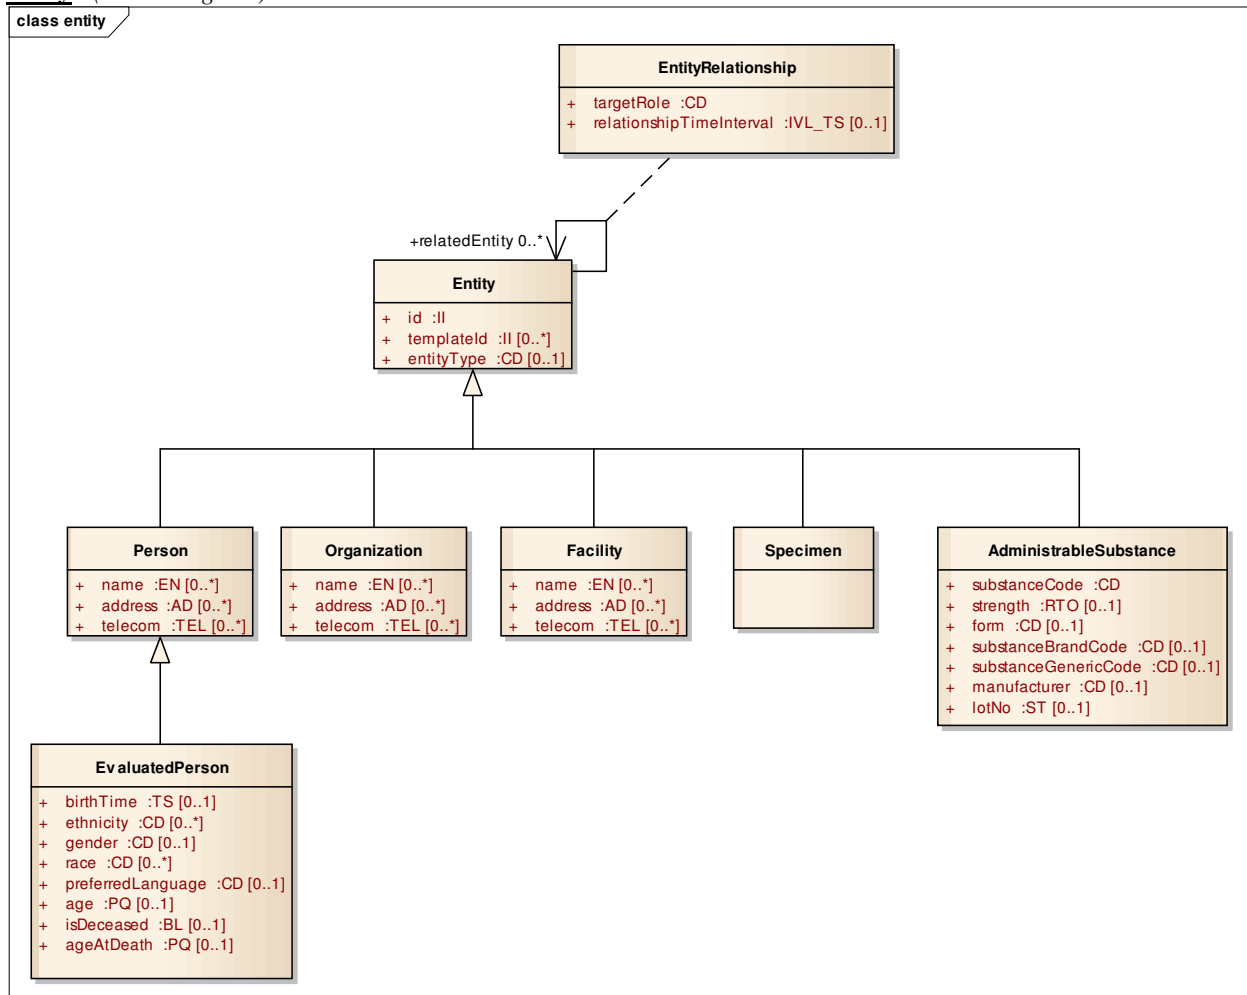 class entity
EntityRelationship
+ targetRole :CD
+ relationshipTimeInterval :IVL_TS [0..1]
+relatedEntity 0..*
Entity
+ id :II
+ templateId :II [0..*]
+ entityType :CD [0..1]
Person
+ name :EN [0..*]
+ address :AD [0..*]
+ telecom :TEL [0..*]
Organization
+ name :EN [0..*]
+ address :AD [0..*]
+ telecom :TEL [0..*]
Facility
+ name :EN [0..*]
+ address :AD [0..*]
+ telecom :TEL [0..*]
Specimen
AdministrableSubstance
+ substanceCode :CD
+ strength :RTO [0..1]
+ form :CD [0..1]
+ substanceBrandCode :CD [0..1]
+ substanceGenericCode :CD [0..1]
+ manufacturer :CD [0..1]
+ lotNo :ST [0..1]
EvaluatedPerson
+ birthTime :TS [0..1]
+ ethnicity :CD [0..*]
+ gender :CD [0..1]
+ race :CD [0..*]
+ preferredLanguage :CD [0..1]
+ age :PQ [0..1]
+ isDeceased :BL [0..1]
+ ageAtDeath :PQ [0..1]